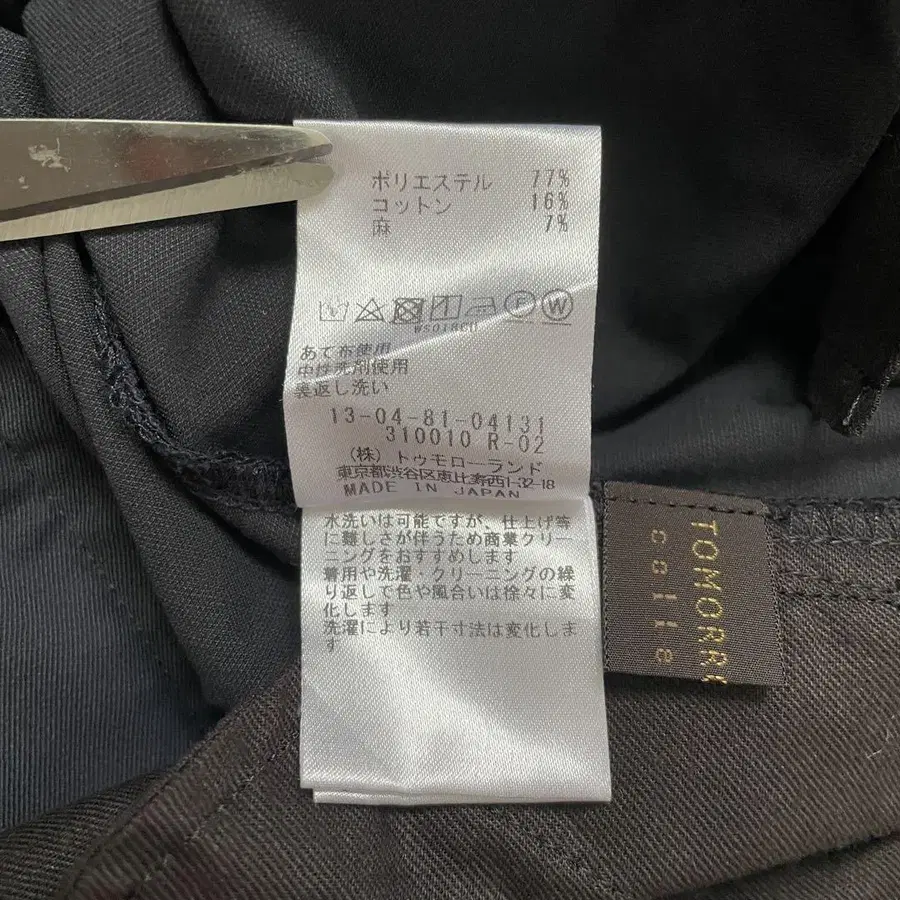 ポリエステル 77%
コットン 16%
麻 7%
F W
WS018CU
あて布使用
中性洗剤使用
裏返し洗い
13-04-81-04131
310010 R-02
(株)トゥモローランド
東京都渋谷区恵比寿西1-32-18
MADE IN JAPAN
水洗いは可能ですが、仕上げ等
に難しさが伴うため商業クリー
ニングをおすすめします
着用や洗濯・クリーニングの繰
り返しで色や風合いは徐々に変
化します
洗濯により若干寸法は変化しま
す
TOMORR
colle